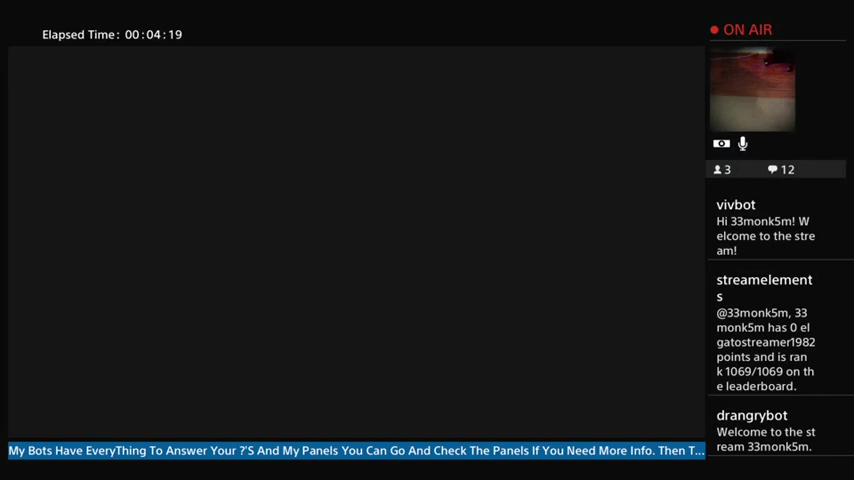 Elapsed Time: 00:04:19
ON AIR
3 12
vivbot
Hi 33monk5m! W
elcome to the stre
am!
streamelement
s
@33monk5m, 33
monk5m has 0 el
gatostreamer1982
points and is ran
k 1069/1069 on th
e leaderboard.
drangrybot
Welcome to the st
ream 33monk5m.
My Bots Have EveryThing To Answer Your ?'S And My Panels You Can Go And Check The Panels If You Need More Info. Then T...